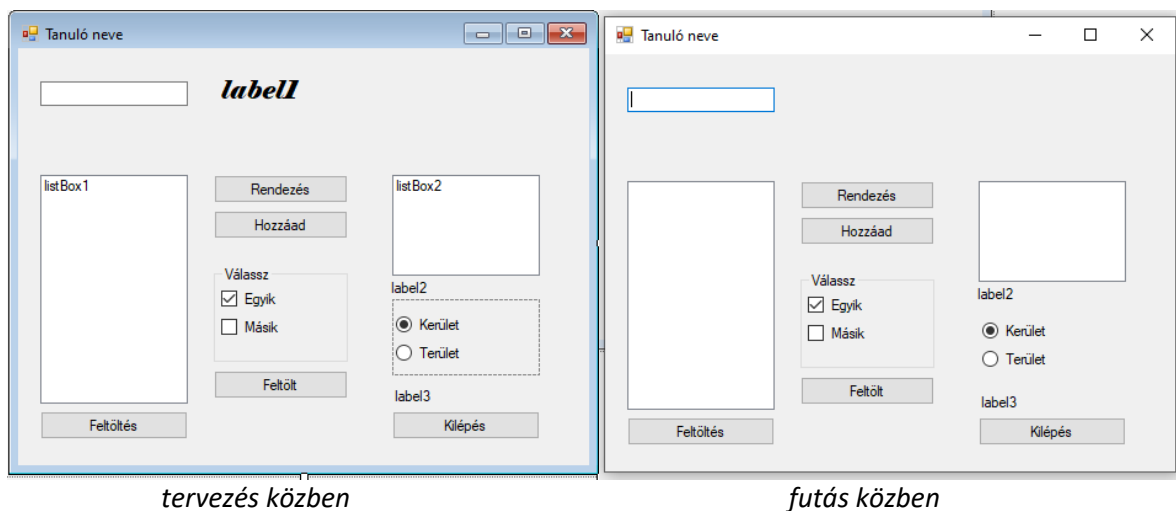 Tanuló neve
label1
listBox1
Rendezés
listBox2
Hozzáad
Válassz
Egyik
Másik
label2
Kerület
Terület
Feltölt
label3
Feltöltés
Kilépés
tervezés közben
Tanuló neve
Rendezés
Hozzáad
Válassz
Egyik
Másik
label2
Kerület
Terület
Feltölt
label3
Feltöltés
Kilépés
futás közben